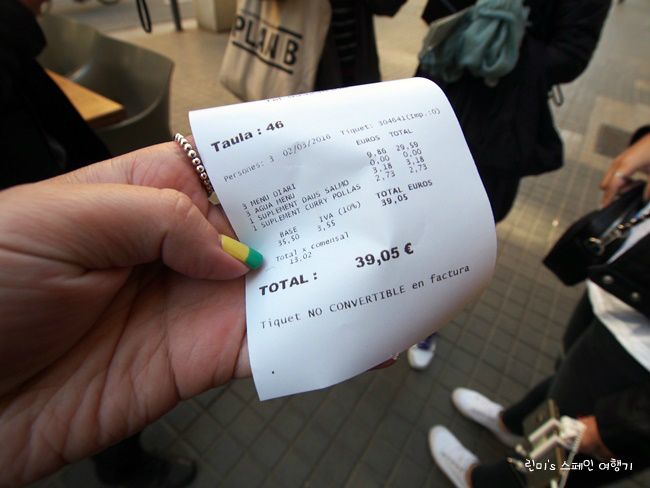 PLAN B
Taula : 46
Persones: 3 02/03/2016 Tiquet: 304641(Imp.:0)
EUROS TOTAL
3 MENU DIARI 9,86 29,59
3 AGUA MENU 0,00 0,00
1 SUPLEMENT DAUS SALMO 3,18 3,18
1 SUPLEMENT CURRY POLLAS 2,73 2,73
BASE IVA (10%) TOTAL EUROS
35,50 3,55 39,05
Total x comensal
13.02
TOTAL : 39,05 €
Tiquet NO CONVERTIBLE en factura
린미's 스페인 여행기